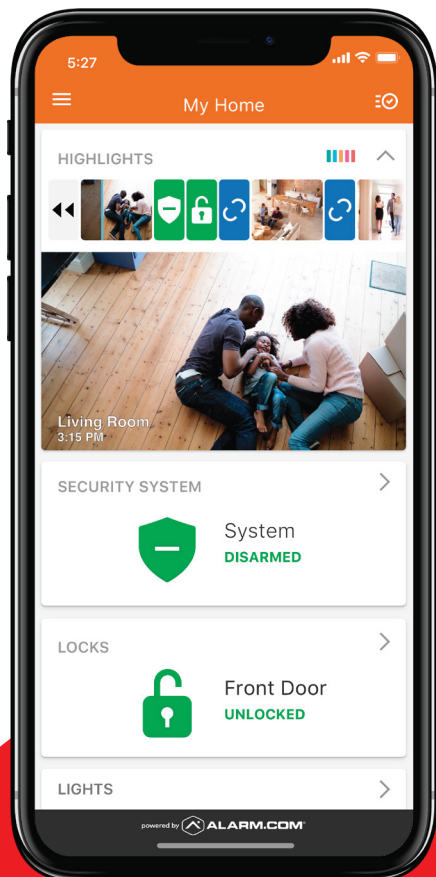 5:27
My Home
HIGHLIGHTS
Living Room
3:15 PM
SECURITY SYSTEM
System
DISARMED
LOCKS
Front Door
UNLOCKED
LIGHTS
powered by ALARM.COM